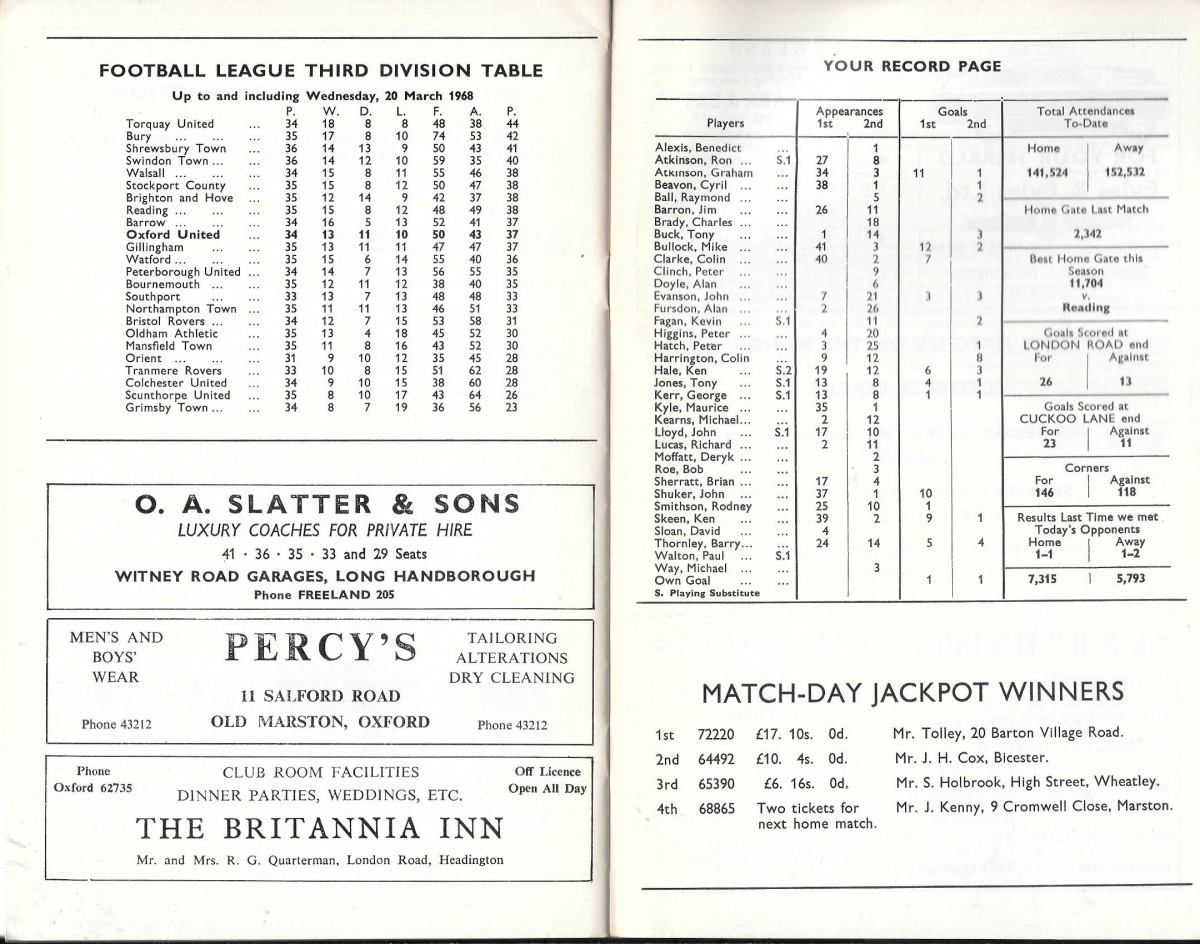 FOOTBALL LEAGUE THIRD DIVISION TABLE
Up to and including Wednesday, 20 March 1968
P. W. D. L. F. A. P.
Torquay United ... 34 18 8 8 48 38 44
Bury ... ... ... 35 17 8 10 74 53 42
Shrewsbury Town ... 36 14 13 9 50 43 41
Swindon Town ... ... 36 14 12 10 59 35 40
Walsall ... ... ... 34 15 8 11 55 46 38
Stockport County ... 35 15 8 12 50 47 38
Brighton and Hove ... 35 12 14 9 42 37 38
Reading ... ... ... 35 15 8 12 48 49 38
Barrow ... ... ... 34 16 5 13 52 41 37
Oxford United ... 34 13 11 10 50 43 37
Gillingham ... ... 35 13 11 11 47 47 37
Watford ... ... ... 35 15 6 14 55 40 36
Peterborough United ... 34 14 7 13 56 55 35
Bournemouth ... ... 35 12 11 12 38 40 35
Southport ... ... 33 13 7 13 48 48 33
Northampton Town ... 35 11 11 13 46 51 33
Bristol Rovers ... ... 34 12 7 15 53 58 31
Oldham Athletic ... 35 13 4 18 45 52 30
Mansfield Town ... 35 11 8 16 43 52 30
Orient ... ... ... 31 9 10 12 35 45 28
Tranmere Rovers ... 33 10 8 15 51 62 28
Colchester United ... 34 9 10 15 38 60 28
Scunthorpe United ... 35 8 10 17 43 64 26
Grimsby Town ... ... 34 8 7 19 36 56 23
O. A. SLATTER & SONS
LUXURY COACHES FOR PRIVATE HIRE
41 · 36 · 35 · 33 and 29 Seats
WITNEY ROAD GARAGES, LONG HANDBOROUGH
Phone FREELAND 205
MEN'S AND BOYS' WEAR
Phone 43212
PERCY'S
11 SALFORD ROAD
OLD MARSTON, OXFORD
TAILORING
ALTERATIONS
DRY CLEANING
Phone 43212
Phone
Oxford 62735
CLUB ROOM FACILITIES
DINNER PARTIES, WEDDINGS, ETC.
Off Licence
Open All Day
THE BRITANNIA INN
Mr. and Mrs. R. G. Quarterman, London Road, Headington
YOUR RECORD PAGE
Players Appearances Goals
1st 2nd 1st 2nd
Alexis, Benedict ... 1
Atkinson, Ron ... S.1 27 8
Atkinson, Graham ... 34 3 11 1
Beavon, Cyril ... ... 38 1 1
Ball, Raymond ... ... 5 2
Barron, Jim ... ... 26 11
Brady, Charles ... ... 18
Buck, Tony ... ... 1 14 3
Bullock, Mike ... ... 41 3 12 2
Clarke, Colin ... ... 40 2 7
Clinch, Peter ... ... 9
Doyle, Alan ... ... 6
Evanson, John ... ... 7 21 3 3
Fursdon, Alan ... ... 2 26
Fagan, Kevin ... S.1 11 2
Higgins, Peter ... ... 4 20
Hatch, Peter ... ... 3 25
Harrington, Colin ... 9 12 8
Hale, Ken ... S.2 19 12 6 3
Jones, Tony ... S.1 13 8 4
Kerr, George ... S.1 13 8 1 1
Kyle, Maurice ... ... 35 1
Kearns, Michael... ... 2 12
Lloyd, John ... S.1 17 10
Lucas, Richard ... ... 2 11
Moffatt, Deryk ... ... 2
Roe, Bob ... ... 3
Sherratt, Brian ... ... 17 4
Shuker, John ... ... 37 1 10
Smithson, Rodney ... 25 10 1
Skeen, Ken ... ... 39 2 9 1
Sloan, David ... ... 4
Thornley, Barry... ... 24 14 5 4
Walton, Paul ... S.1
Way, Michael ... ... 3
Own Goal ... ... 1 1
S. Playing Substitute
Total Attendances
To-Date
Home Away
141,524 152,532
Home Gate Last Match
2,342
Best Home Gate this
Season
11,704
v.
Reading
Goals Scored at
LONDON ROAD end
For Against
26 13
Goals Scored at
CUCKOO LANE end
For Against
23 11
Corners
For Against
146 118
Results Last Time we met
Today's Opponents
Home Away
1–1 1–2
7,315 5,793
MATCH-DAY JACKPOT WINNERS
1st 72220 £17. 10s. 0d. Mr. Tolley, 20 Barton Village Road.
2nd 64492 £10. 4s. 0d. Mr. J. H. Cox, Bicester.
3rd 65390 £6. 16s. 0d. Mr. S. Holbrook, High Street, Wheatley.
4th 68865 Two tickets for next home match. Mr. J. Kenny, 9 Cromwell Close, Marston.